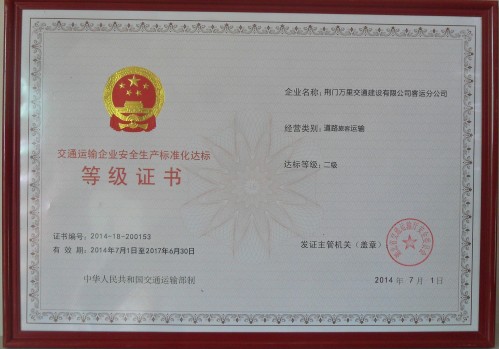 交通运输企业安全生产标准化达标
等级证书
证书编号: 2014-18-200153
有 效 期: 2014年7月1日至2017年6月30日
中华人民共和国交通运输部制
企业名称: 荆门万里交通建设有限公司客运分公司
经营类别: 道路旅客运输
达标等级: 二级
发证主管机关（盖章）
2014 年 7 月 1 日